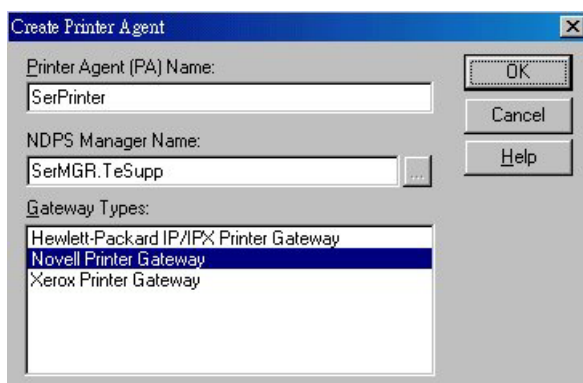 Create Printer Agent
Printer Agent (PA) Name:
SerPrinter
NDPS Manager Name:
SerMGR.TeSupp
...
Gateway Types:
Hewlett-Packard IP/IPX Printer Gateway
Novell Printer Gateway
Xerox Printer Gateway
OK
Cancel
Help